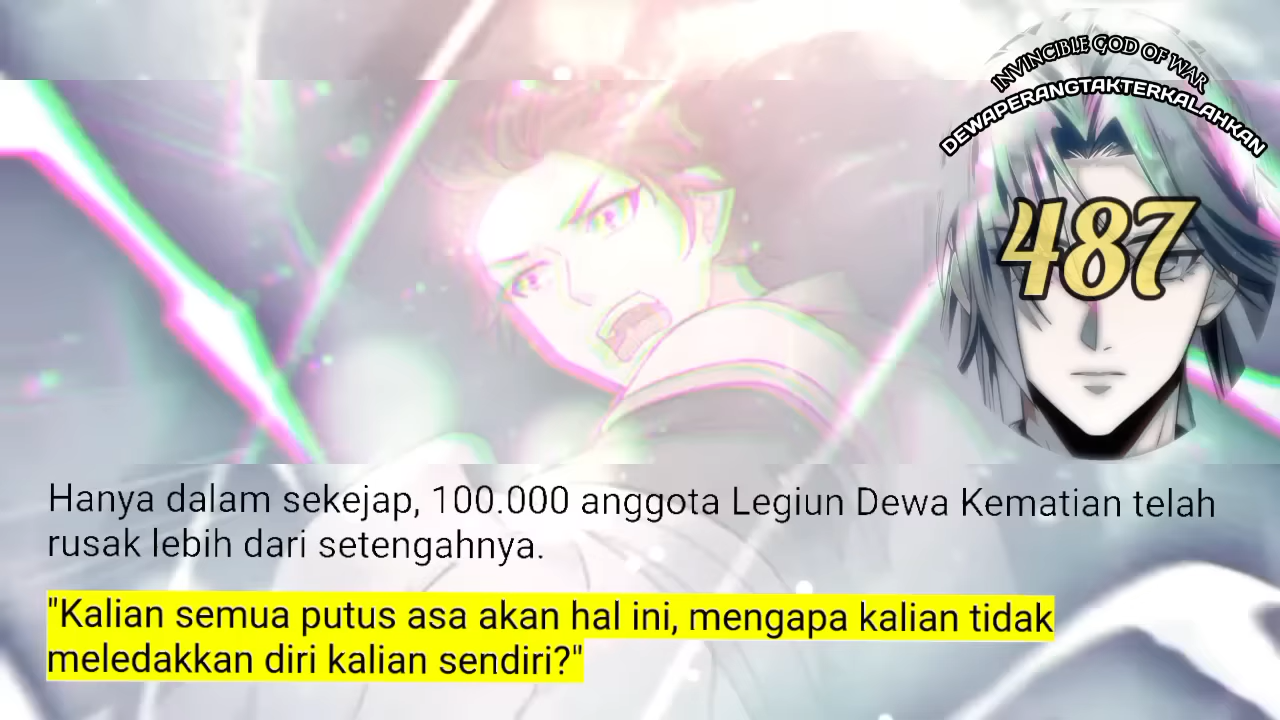 INVINCIBLE GOD OF WAR
DEWAPERANGTAKTERKALAHKAN
487
Hanya dalam sekejap, 100.000 anggota Legiun Dewa Kematian telah
rusak lebih dari setengahnya.
"Kalian semua putus asa akan hal ini, mengapa kalian tidak
meledakkan diri kalian sendiri?"